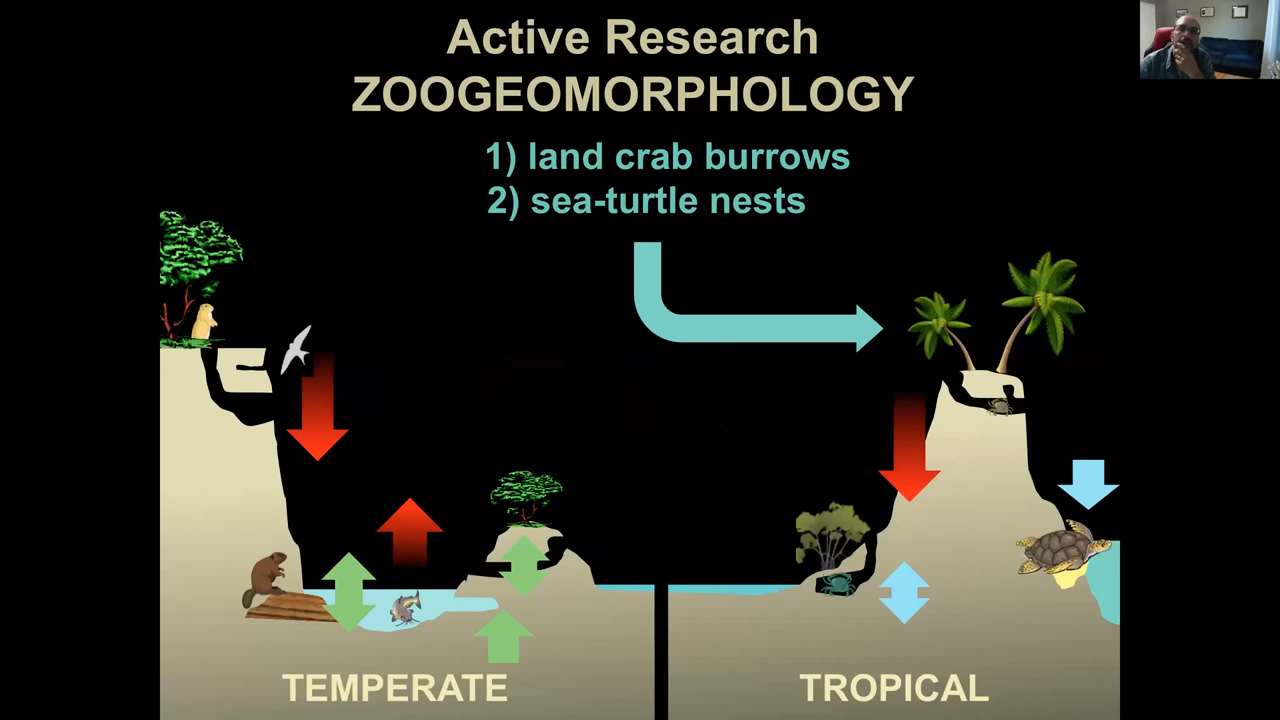 Active Research
ZOOGEOMORPHOLOGY
1) land crab burrows
2) sea-turtle nests
TEMPERATE
TROPICAL